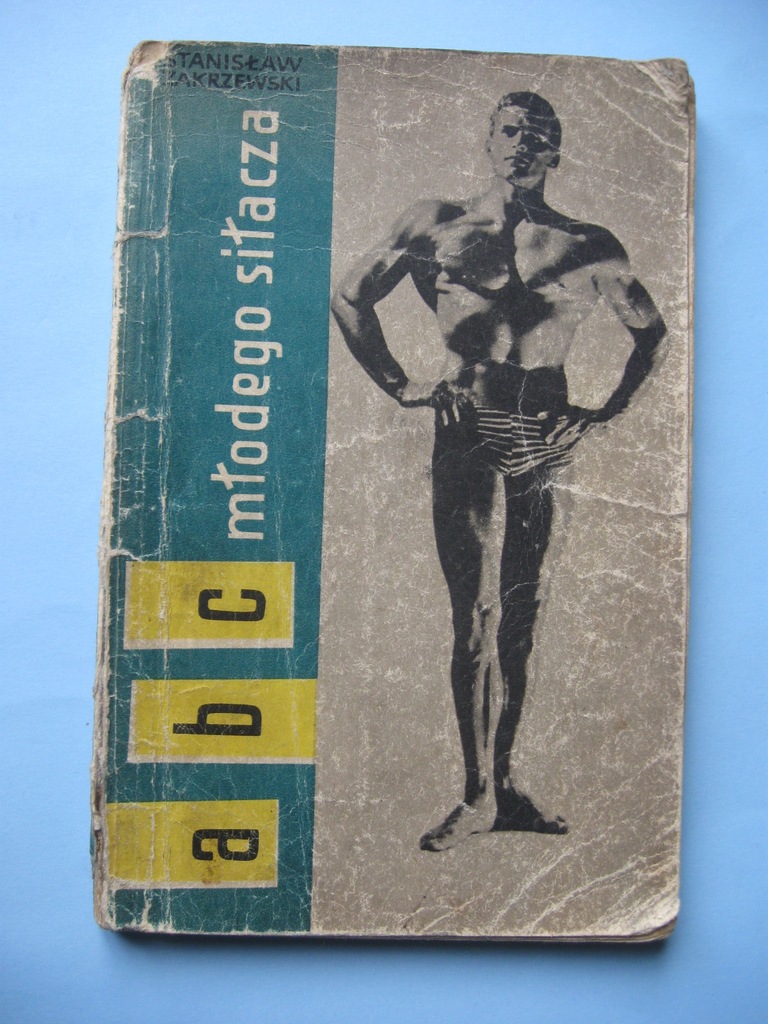 STANISŁAW
ZAKRZEWSKI
abc młodego siłacza